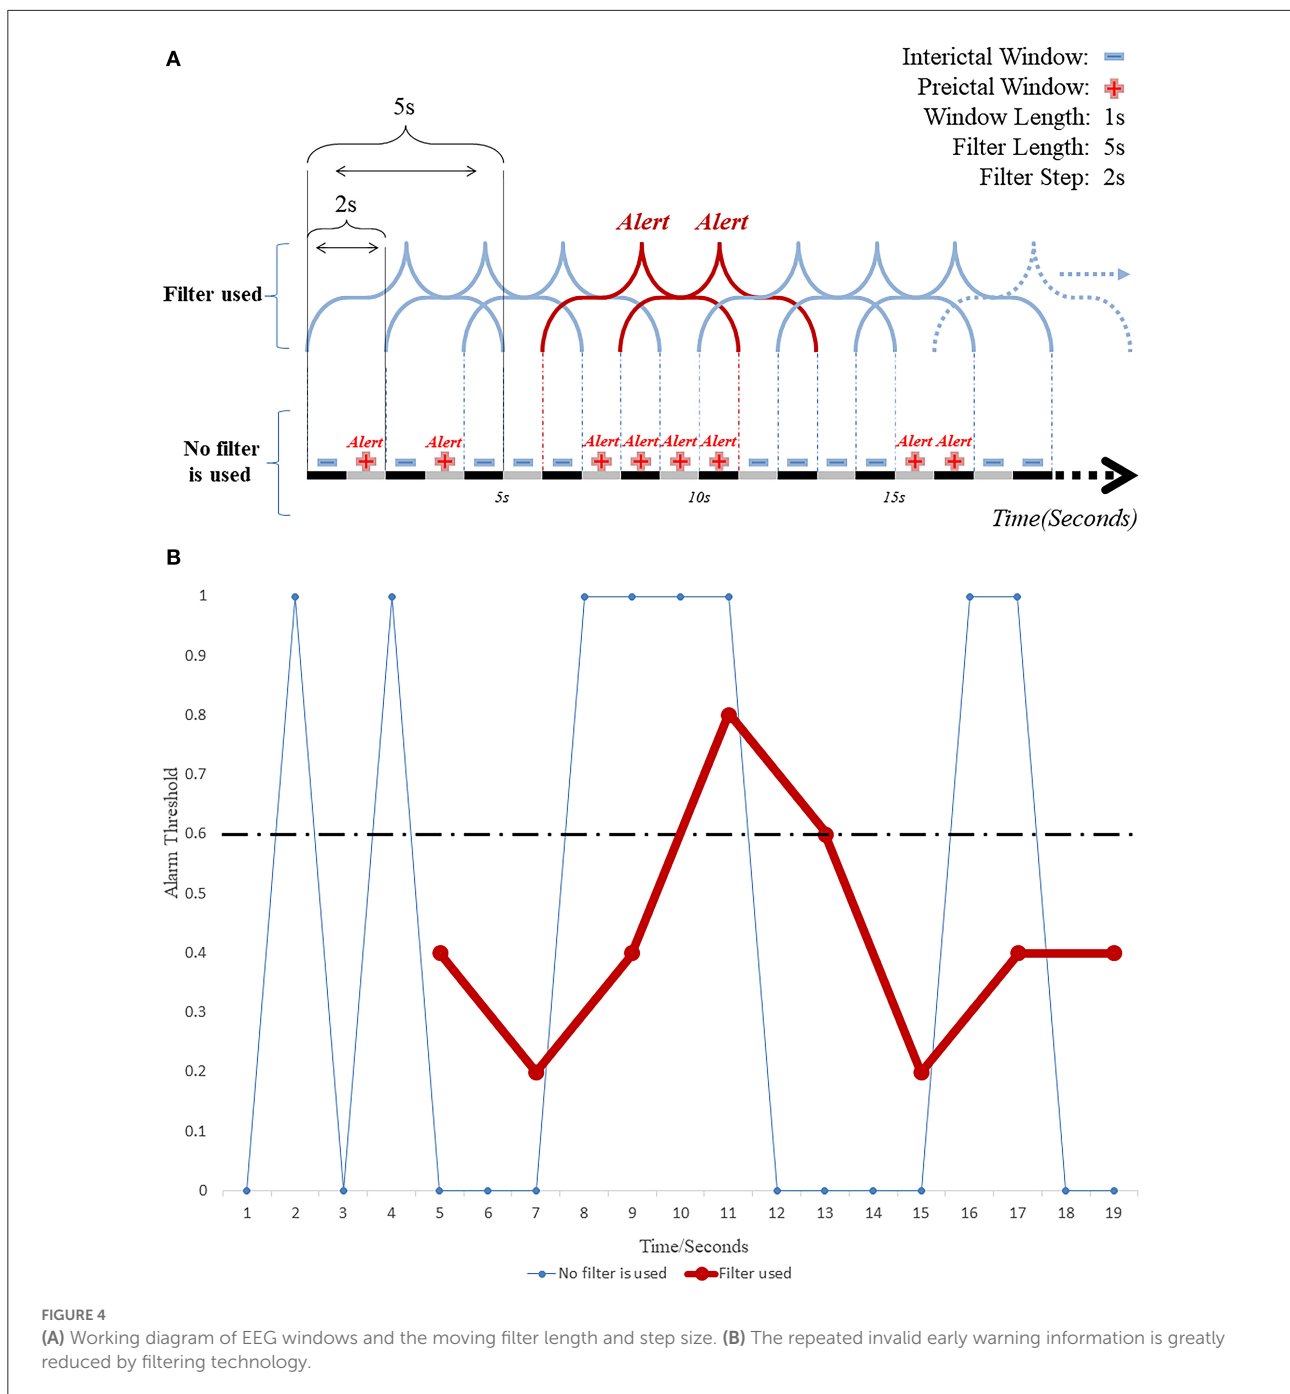 A
Interictal Window:
Preictal Window:
Window Length: 1s
Filter Length: 5s
Filter Step: 2s
5s
2s
Alert Alert
Filter used
No filter
is used
Alert Alert Alert Alert Alert Alert Alert Alert
5s 10s 15s
Time(Seconds)
B
1
0.9
0.8
0.7
0.6
0.5
0.4
0.3
0.2
0.1
0
Alarm Threshold
1 2 3 4 5 6 7 8 9 10 11 12 13 14 15 16 17 18 19
Time/Seconds
No filter is used Filter used
FIGURE 4
(A) Working diagram of EEG windows and the moving filter length and step size. (B) The repeated invalid early warning information is greatly
reduced by filtering technology.